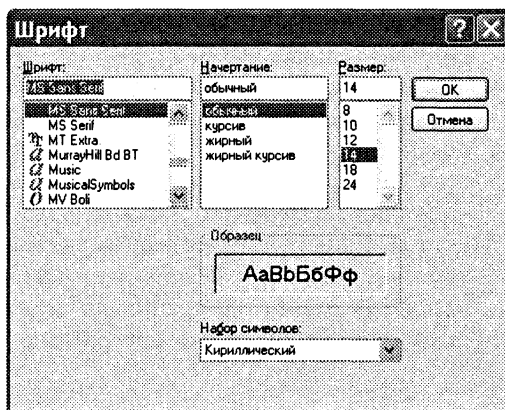 Шрифт
Шрифт: Начертание: Размер:
MS Sans Serif обычный 14 OK
MS Sans Serif обычный 8
MS Serif курсив 10 Отмена
MT Extra жирный 12
MurrayHill Bd BT жирный курсив 14
Music 18
MusicalSymbols 24
MV Boli
Образец
AaBbБбФф
Набор символов:
Кириллический